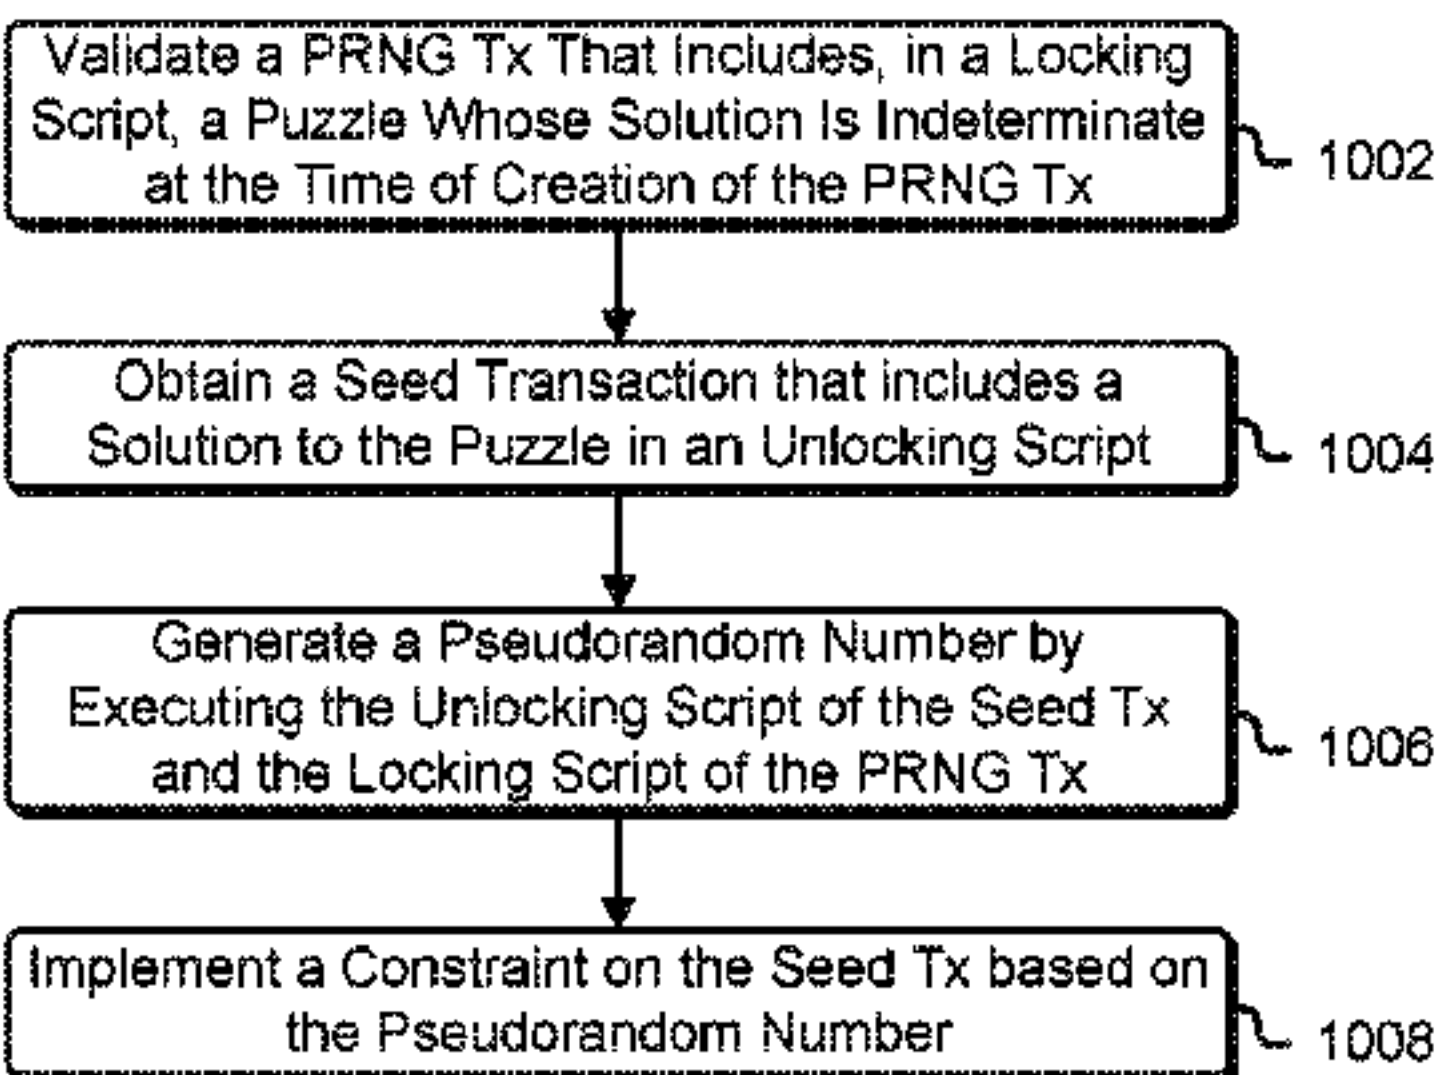 Validate a PRNG Tx That Includes, in a Locking
Script, a Puzzle Whose Solution Is Indeterminate
at the Time of Creation of the PRNG Tx
1002
Obtain a Seed Transaction that includes a
Solution to the Puzzle in an Unlocking Script
1004
Generate a Pseudorandom Number by
Executing the Unlocking Script of the Seed Tx
and the Locking Script of the PRNG Tx
1006
Implement a Constraint on the Seed Tx based on
the Pseudorandom Number
1008